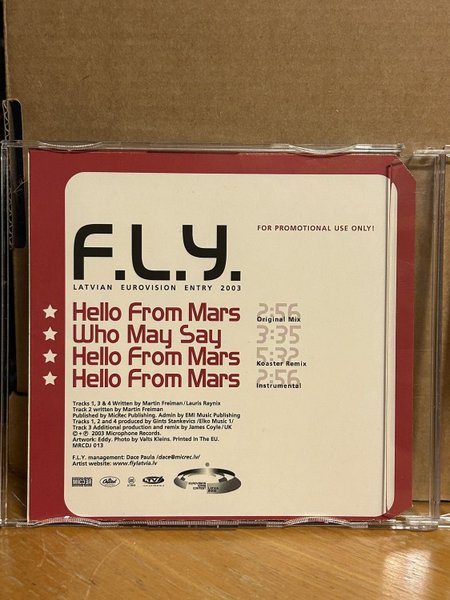 F.L.Y.
FOR PROMOTIONAL USE ONLY!
LATVIAN EUROVISION ENTRY 2003
Hello From Mars 2:56 Original Mix
Who May Say 3:35
Hello From Mars 5:32 Koaster Remix
Hello From Mars 2:56 Instrumental
Tracks 1, 3 & 4 Written by Martin Freiman/Lauris Raynix
Track 2 written by Martin Freiman
Published by MicRec Publishing. Admin by EMI Music Publishing
Tracks 1, 2 and 4 produced by Gints Stankevics /Elko Music 1/
Track 3 Additional production and remix by James Coyle/UK
©+℗ 2003 Microphone Records.
Artwork: Eddy. Photo by Valts Kleins. Printed In The EU.
MRCDJ 013
F.L.Y. management: Dace Paula /dace@micrec.lv/
Artist website: www.flylatvia.lv/